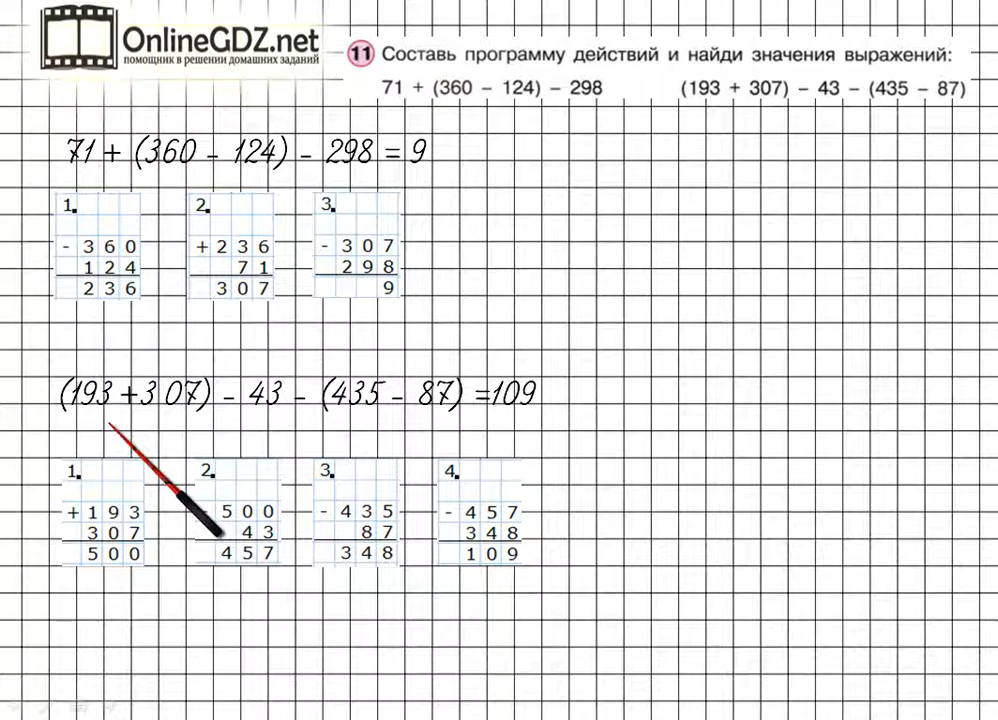 OnlineGDZ.net
помощник в решении домашних заданий
11 Составь программу действий и найди значения выражений:
71 + (360 – 124) – 298 (193 + 307) – 43 – (435 – 87)
71 + (360 - 124) - 298 = 9
1. 2. 3.
- 360 + 236 - 307
124 71 298
236 307 9
(193 + 307) - 43 - (435 - 87) = 109
1. 2. 3. 4.
+ 193 500 - 435 - 457
307 43 87 348
500 457 348 109